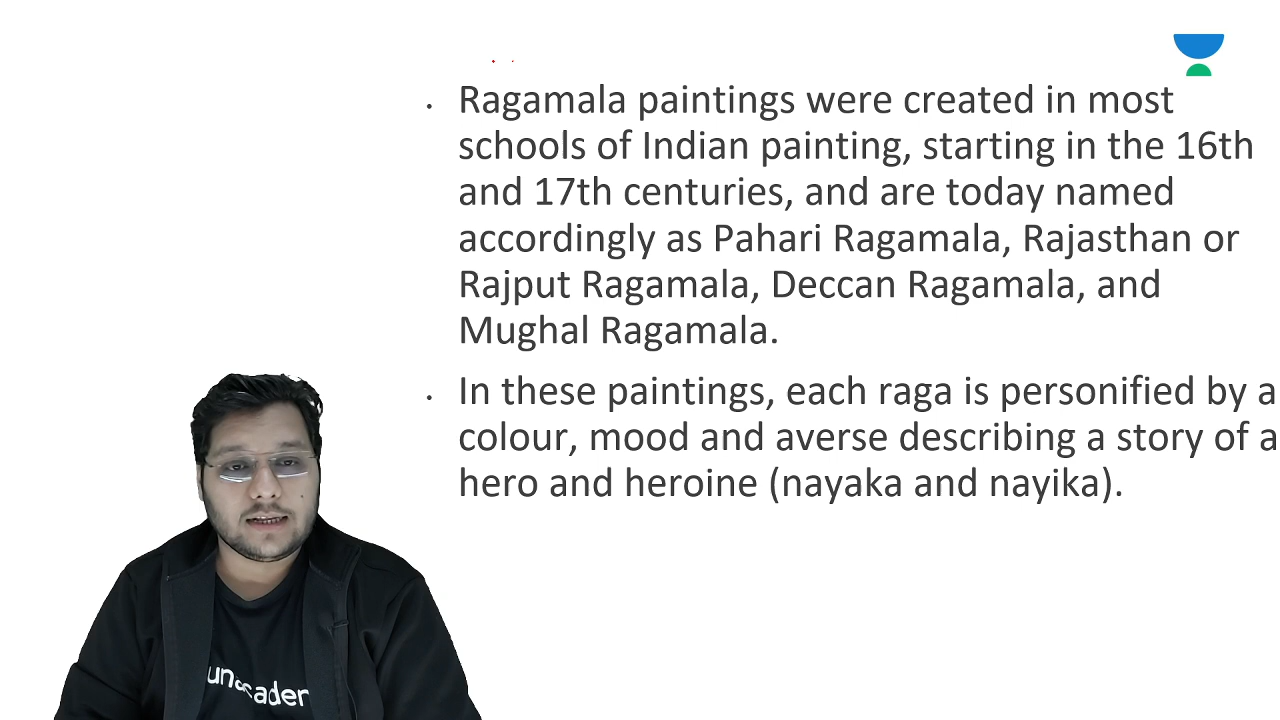 Ragamala paintings were created in most
schools of Indian painting, starting in the 16th
and 17th centuries, and are today named
accordingly as Pahari Ragamala, Rajasthan or
Rajput Ragamala, Deccan Ragamala, and
Mughal Ragamala.
In these paintings, each raga is personified by a
colour, mood and averse describing a story of a
hero and heroine (nayaka and nayika).